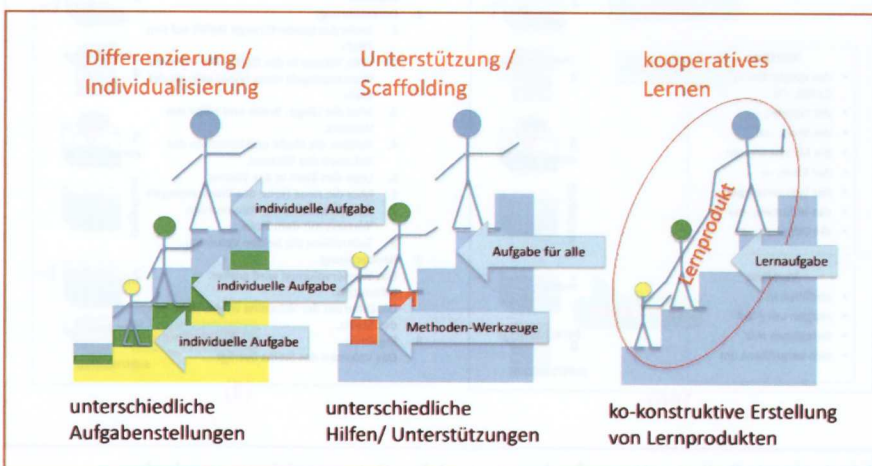 Differenzierung /
Individualisierung
individuelle Aufgabe
individuelle Aufgabe
individuelle Aufgabe
unterschiedliche
Aufgabenstellungen
Unterstützung /
Scaffolding
Aufgabe für alle
Methoden-Werkzeuge
unterschiedliche
Hilfen/ Unterstützungen
kooperatives
Lernen
Lernprodukt
Lernaufgabe
ko-konstruktive Erstellung
von Lernprodukten